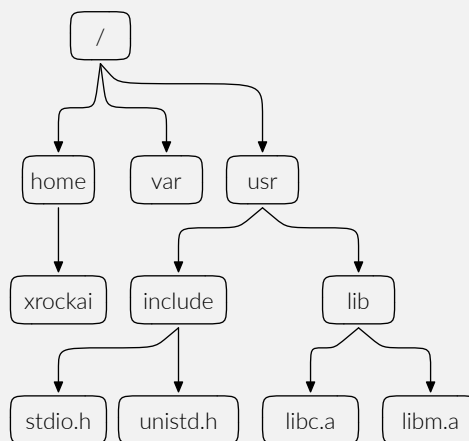 /
home var usr
xrockai include lib
stdio.h unistd.h libc.a libm.a